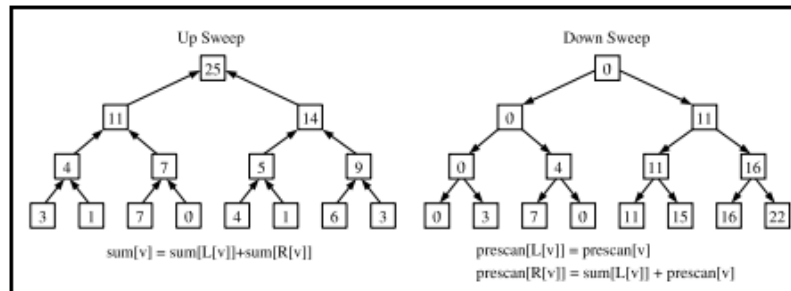 Up Sweep Down Sweep
25 0
11 14 0 11
4 7 5 9 0 4 11 16
3 1 7 0 4 1 6 3 0 3 7 0 11 15 16 22
sum[v] = sum[L[v]]+sum[R[v]] prescan[L[v]] = prescan[v]
prescan[R[v]] = sum[L[v]] + prescan[v]